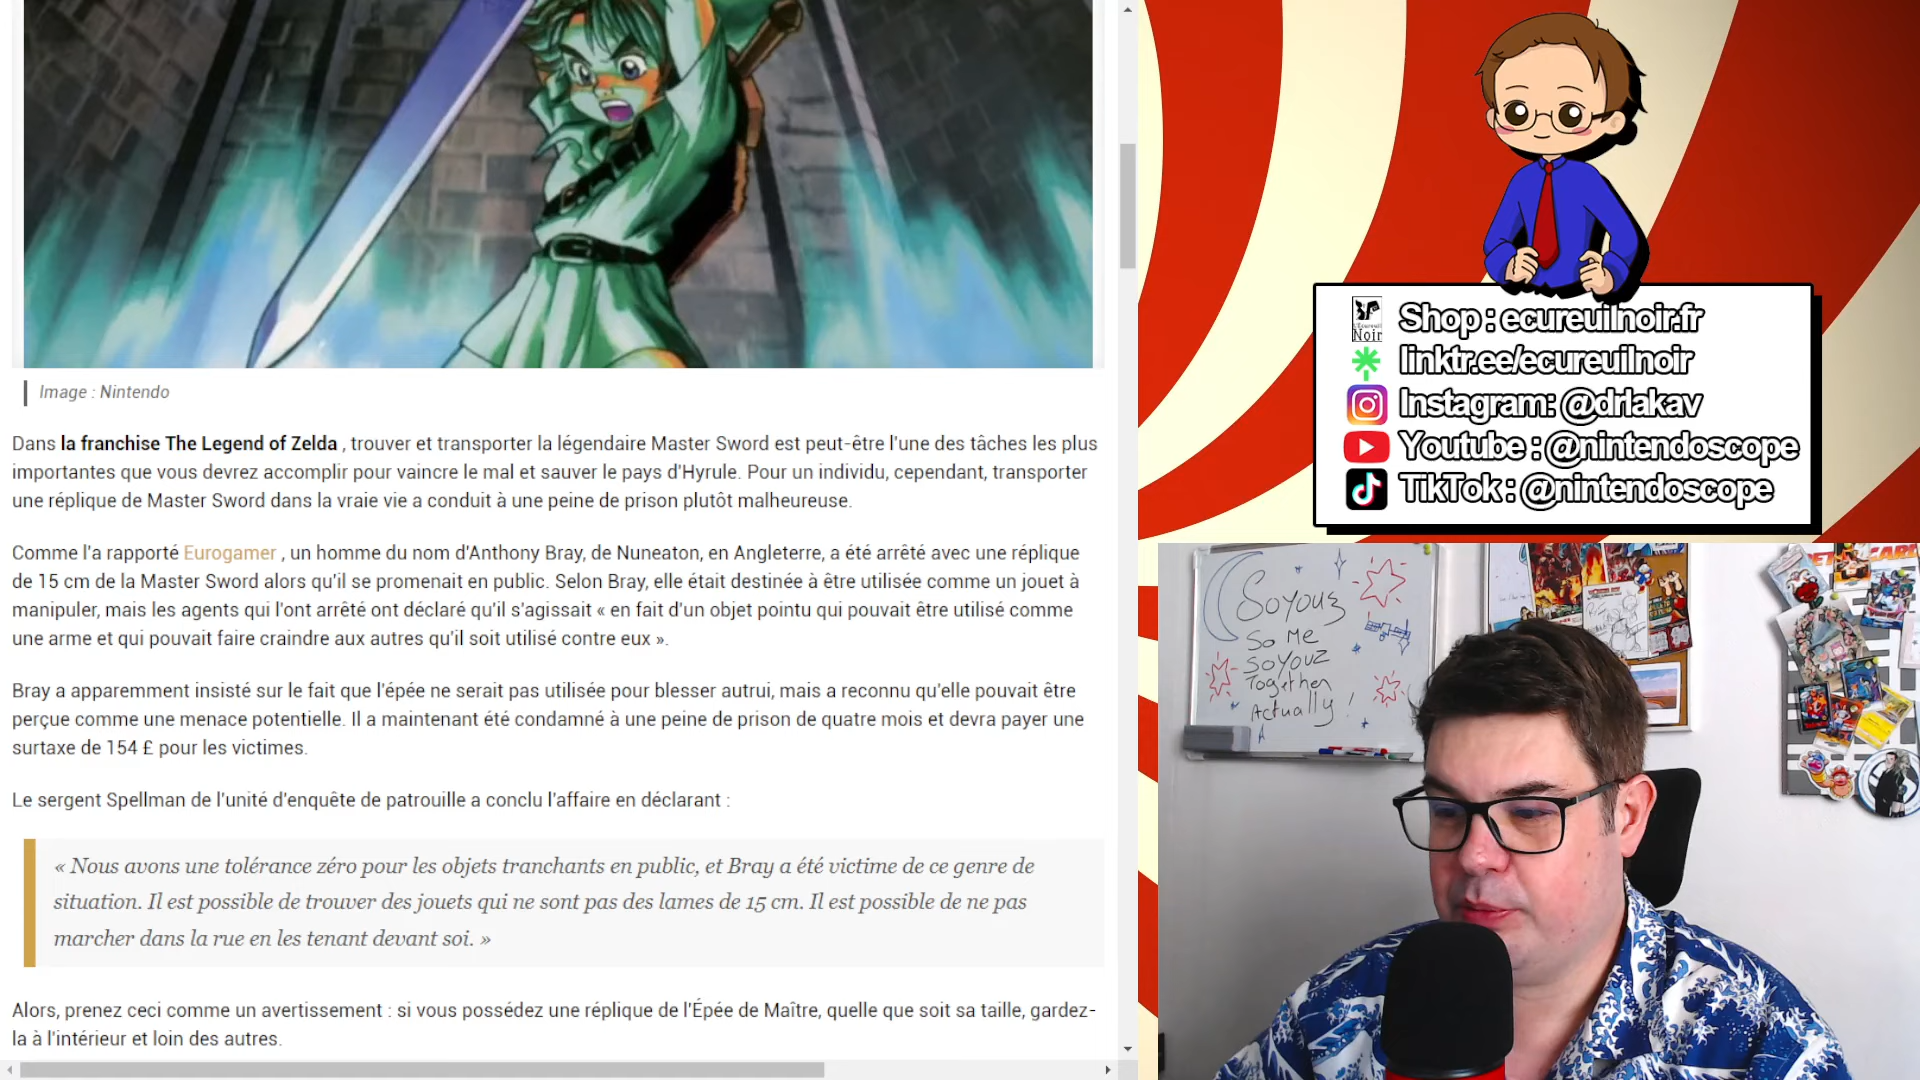 Image : Nintendo
Dans la franchise The Legend of Zelda , trouver et transporter la légendaire Master Sword est peut-être l'une des tâches les plus
importantes que vous devrez accomplir pour vaincre le mal et sauver le pays d'Hyrule. Pour un individu, cependant, transporter
une réplique de Master Sword dans la vraie vie a conduit à une peine de prison plutôt malheureuse.
Comme l'a rapporté Eurogamer , un homme du nom d'Anthony Bray, de Nuneaton, en Angleterre, a été arrêté avec une réplique
de 15 cm de la Master Sword alors qu'il se promenait en public. Selon Bray, elle était destinée à être utilisée comme un jouet à
manipuler, mais les agents qui l'ont arrêté ont déclaré qu'il s'agissait « en fait d'un objet pointu qui pouvait être utilisé comme
une arme et qui pouvait faire craindre aux autres qu'il soit utilisé contre eux ».
Bray a apparemment insisté sur le fait que l'épée ne serait pas utilisée pour blesser autrui, mais a reconnu qu'elle pouvait être
perçue comme une menace potentielle. Il a maintenant été condamné à une peine de prison de quatre mois et devra payer une
surtaxe de 154 £ pour les victimes.
Le sergent Spellman de l'unité d'enquête de patrouille a conclu l'affaire en déclarant :
« Nous avons une tolérance zéro pour les objets tranchants en public, et Bray a été victime de ce genre de
situation. Il est possible de trouver des jouets qui ne sont pas des lames de 15 cm. Il est possible de ne pas
marcher dans la rue en les tenant devant soi. »
Alors, prenez ceci comme un avertissement : si vous possédez une réplique de l'Épée de Maître, quelle que soit sa taille, gardez-
la à l'intérieur et loin des autres.
Noir
Shop : ecureuilnoir.fr
linktr.ee/ecureuilnoir
Instagram: @drlakav
Youtube : @nintendoscope
TikTok : @nintendoscope
Soyouz
So Me
Soyouz
Together
Actually !